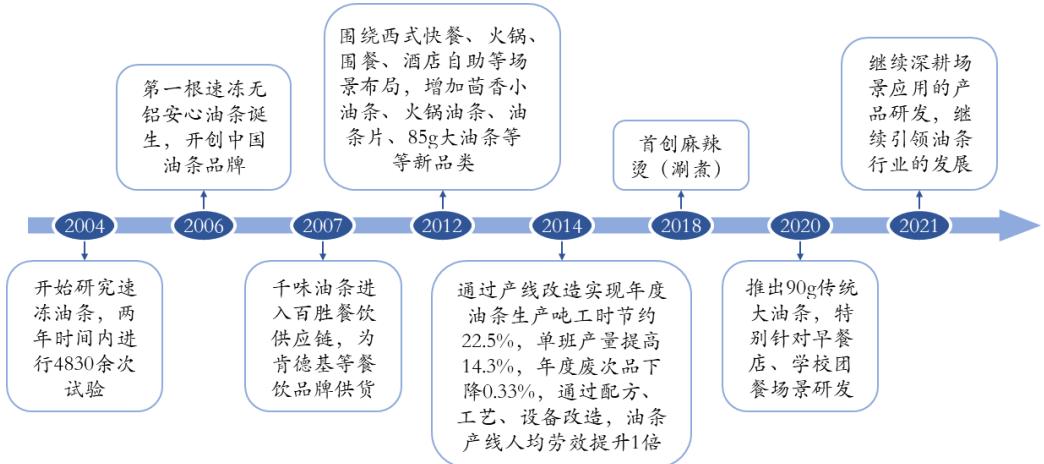 第一根速冻无
铝安心油条诞
生，开创中国
油条品牌
围绕西式快餐、火锅、
围餐、酒店自助等场
景布局，增加茴香小
油条、火锅油条、油
条片、85g大油条等
等新品类
首创麻辣
烫（涮煮）
继续深耕场
景应用的产
品研发，继
续引领油条
行业的发展
2004
2006
2007
2012
2014
2018
2020
2021
开始研究速
冻油条，两
年时间内进
行4830余次
试验
千味油条进
入百胜餐饮
供应链，为
肯德基等餐
饮品牌供货
通过产线改造实现年度
油条生产吨工时节约
22.5%，单班产量提高
14.3%，年度废次品下
降0.33%，通过配方、
工艺、设备改造，油条
产线人均劳效提升1倍
推出90g传统
大油条，特
别针对早餐
店、学校团
餐场景研发